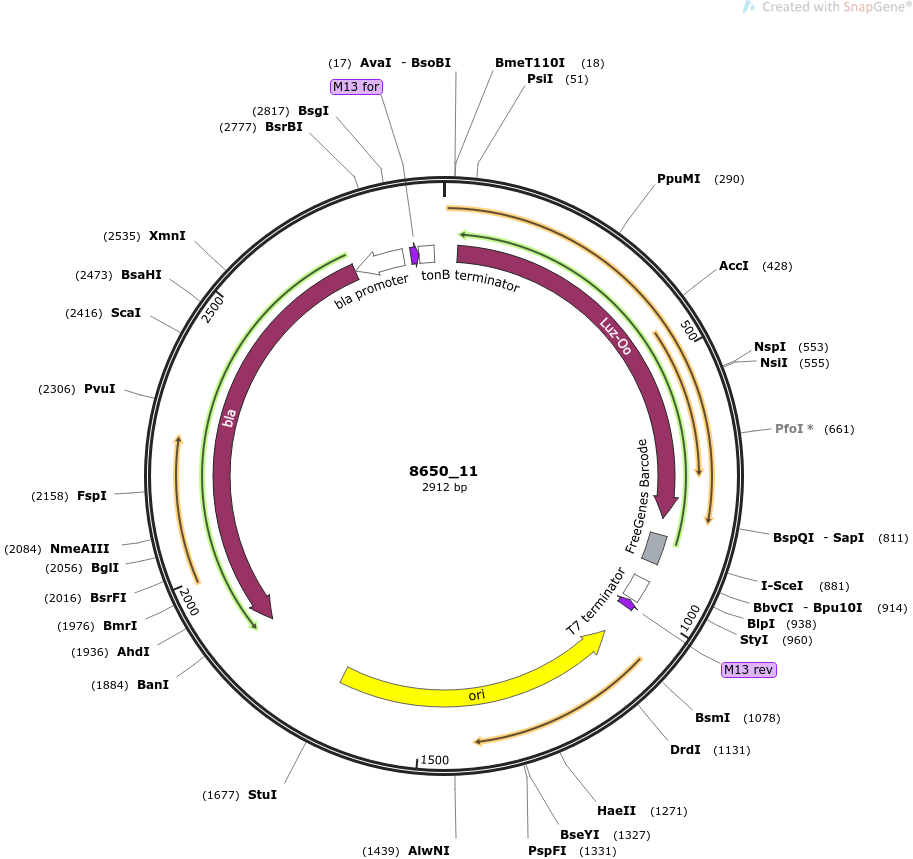 Created with SnapGene®
(17) AvaI - BsoBI
BmeT110I (18)
M13 for
PsiI (51)
(2817) BsgI
(2777) BsrBI
PpuMI (290)
(2535) XmnI
AccI (428)
(2473) BsaHI
(2416) ScaI
bla promoter
tonB terminator
2500
500
Luz-Oo
NspI (553)
NsiI (555)
(2306) PvuI
bla
PfoI * (661)
8650_11
2912 bp
FreeGenes Barcode
(2158) FspI
BspQI - SapI (811)
(2084) NmeAIII
(2056) BglI
I-SceI (881)
(2016) BsrFI
2000
T7 terminator
BbvCI - Bpu10I (914)
1000
BlpI (938)
(1976) BmrI
StyI (960)
(1936) AhdI
M13 rev
(1884) BanI
ori
BsmI (1078)
DrdI (1131)
1500
(1677) StuI
HaeII (1271)
BseYI (1327)
(1439) AlwNI
PspFI (1331)